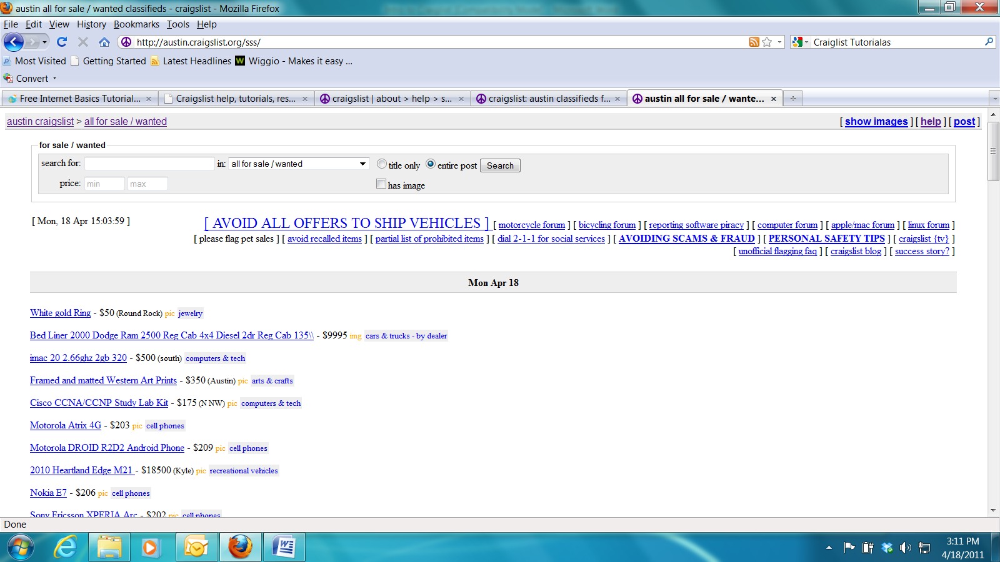 austin all for sale / wanted classifieds - craigslist - Mozilla Firefox
File Edit View History Bookmarks Tools Help
http://austin.craigslist.org/sss/
Craiglist Tutorialas
Most Visited Getting Started Latest Headlines Wiggio - Makes it easy ...
Convert
Free Internet Basics Tutorial... Craigslist help, tutorials, res... craigslist | about > help > s... craigslist: austin classifieds f... austin all for sale / wante...
austin craigslist > all for sale / wanted [ show images ] [ help ] [ post ]
for sale / wanted
search for: in: all for sale / wanted title only entire post Search
price: min max has image
[ Mon, 18 Apr 15:03:59 ] [ AVOID ALL OFFERS TO SHIP VEHICLES ] [ motorcycle forum ] [ bicycling forum ] [ reporting software piracy ] [ computer forum ] [ apple/mac forum ] [ linux forum ]
[ please flag pet sales ] [ avoid recalled items ] [ partial list of prohibited items ] [ dial 2-1-1 for social services ] [ AVOIDING SCAMS & FRAUD ] [ PERSONAL SAFETY TIPS ] [ craigslist {tv} ]
[ unofficial flagging faq ] [ craigslist blog ] [ success story? ]
Mon Apr 18
White gold Ring - $50 (Round Rock) pic jewelry
Bed Liner 2000 Dodge Ram 2500 Reg Cab 4x4 Diesel 2dr Reg Cab 135\\ - $9995 img cars & trucks - by dealer
imac 20 2.66ghz 2gb 320 - $500 (south) computers & tech
Framed and matted Western Art Prints - $350 (Austin) pic arts & crafts
Cisco CCNA/CCNP Study Lab Kit - $175 (N NW) pic computers & tech
Motorola Atrix 4G - $203 pic cell phones
Motorola DROID R2D2 Android Phone - $209 pic cell phones
2010 Heartland Edge M21 - $18500 (Kyle) pic recreational vehicles
Nokia E7 - $206 pic cell phones
Sony Ericsson XPERIA Arc - $202 pic cell phones
Done
3:11 PM
4/18/2011